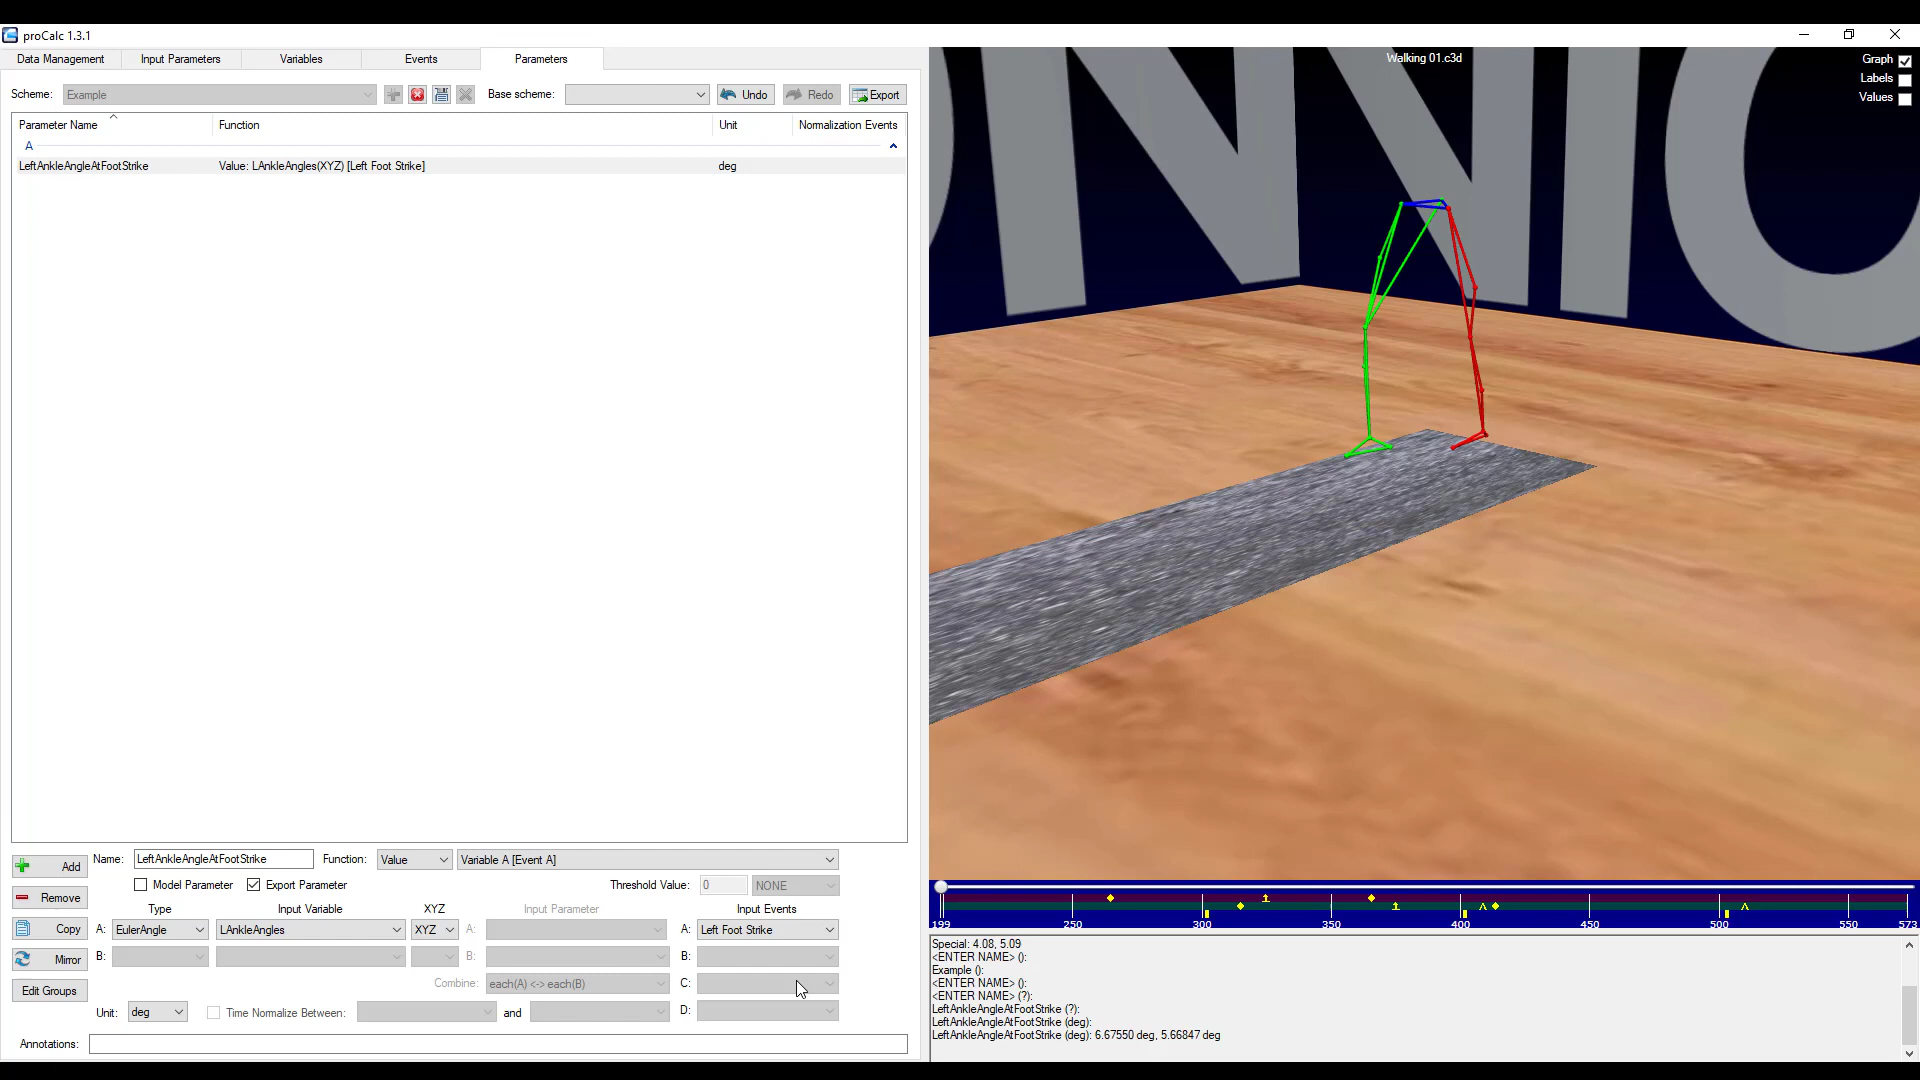 proCalc 1.3.1
Data Management Input Parameters Variables Events Parameters
Scheme: Example Base scheme: Undo Redo Export
Parameter Name Function Unit Normalization Events
A
LeftAnkleAngleAtFootStrike Value: LAnkleAngles(XYZ) [Left Foot Strike] deg
Add Name: LeftAnkleAngleAtFootStrike Function: Value Variable A [Event A]
Model Parameter Export Parameter Threshold Value: 0 NONE
Remove
Type Input Variable XYZ Input Parameter Input Events
Copy A: EulerAngle LAnkleAngles XYZ A: A: Left Foot Strike
Mirror B: B: B:
Combine: each(A) <-> each(B) C:
Edit Groups
Unit: deg Time Normalize Between: and D:
Annotations:
Walking 01.c3d
Graph
Labels
Values
199 250 300 350 400 450 500 550 573
Special: 4.08, 5.09
<ENTER NAME> ():
Example ():
<ENTER NAME> ():
<ENTER NAME> (?):
LeftAnkleAngleAtFootStrike (?):
LeftAnkleAngleAtFootStrike (deg):
LeftAnkleAngleAtFootStrike (deg): 6.67550 deg, 5.66847 deg